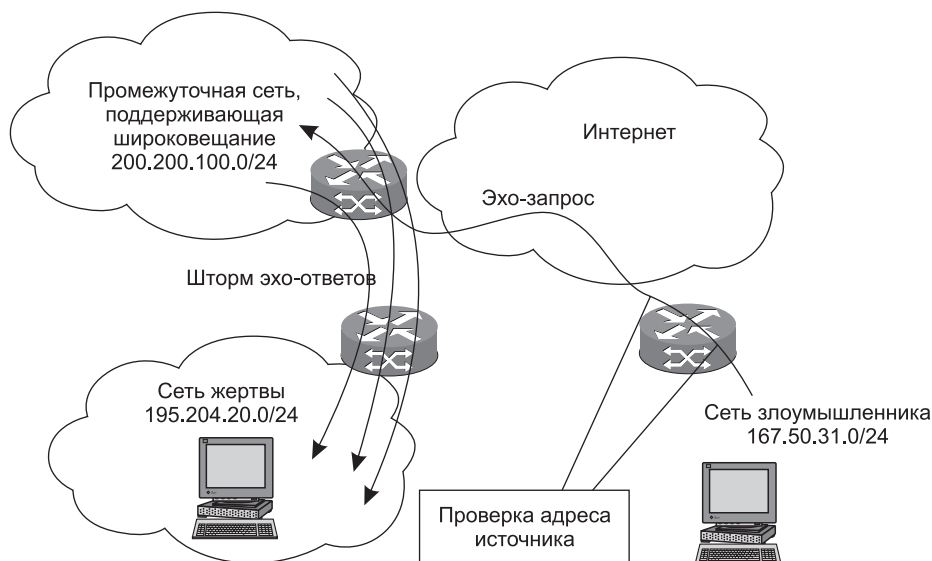 Промежуточная сеть,
поддерживающая
широковещание
200.200.100.0/24
Интернет
Эхо-запрос
Шторм эхо-ответов
Сеть жертвы
195.204.20.0/24
Сеть злоумышленника
167.50.31.0/24
Проверка адреса
источника